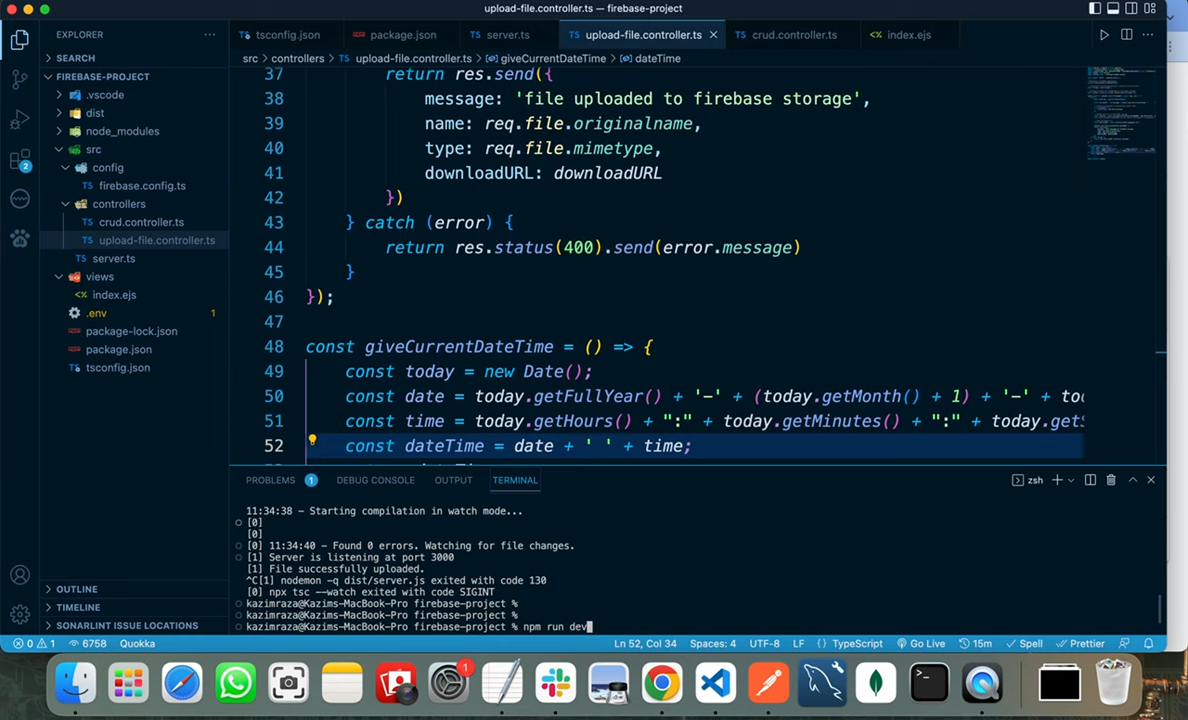 upload-file.controller.ts — firebase-project
EXPLORER
tsconfig.json
package.json
server.ts
upload-file.controller.ts
crud.controller.ts
index.ejs
src > controllers > upload-file.controller.ts > giveCurrentDateTime > dateTime
SEARCH
FIREBASE-PROJECT
.vscode
dist
node_modules
src
config
firebase.config.ts
controllers
crud.controller.ts
upload-file.controller.ts
server.ts
views
index.ejs
.env 1
package-lock.json
package.json
tsconfig.json
OUTLINE
TIMELINE
SONARLINT ISSUE LOCATIONS
2
37 return res.send({
38 message: 'file uploaded to firebase storage',
39 name: req.file.originalname,
40 type: req.file.mimetype,
41 downloadURL: downloadURL
42 })
43 } catch (error) {
44 return res.status(400).send(error.message)
45 }
46 });
47
48 const giveCurrentDateTime = () => {
49 const today = new Date();
50 const date = today.getFullYear() + '-' + (today.getMonth() + 1) + '-' +
51 const time = today.getHours() + ":" + today.getMinutes() + ":" +
52 const dateTime = date + ' ' + time;
PROBLEMS 1 DEBUG CONSOLE OUTPUT TERMINAL zsh
11:34:38 - Starting compilation in watch mode...
[0]
[0]
[0] 11:34:40 - Found 0 errors. Watching for file changes.
[1] Server is listening at port 3000
[1] File successfully uploaded.
^C[1] nodemon -q dist/server.js exited with code 130
[0] npx tsc --watch exited with code SIGINT
kazimraza@Kazims-MacBook-Pro firebase-project %
kazimraza@Kazims-MacBook-Pro firebase-project %
kazimraza@Kazims-MacBook-Pro firebase-project % npm run dev
0 1 6758 Quokka Ln 52, Col 34 Spaces: 4 UTF-8 LF {} TypeScript Go Live 15m Spell Prettier
1